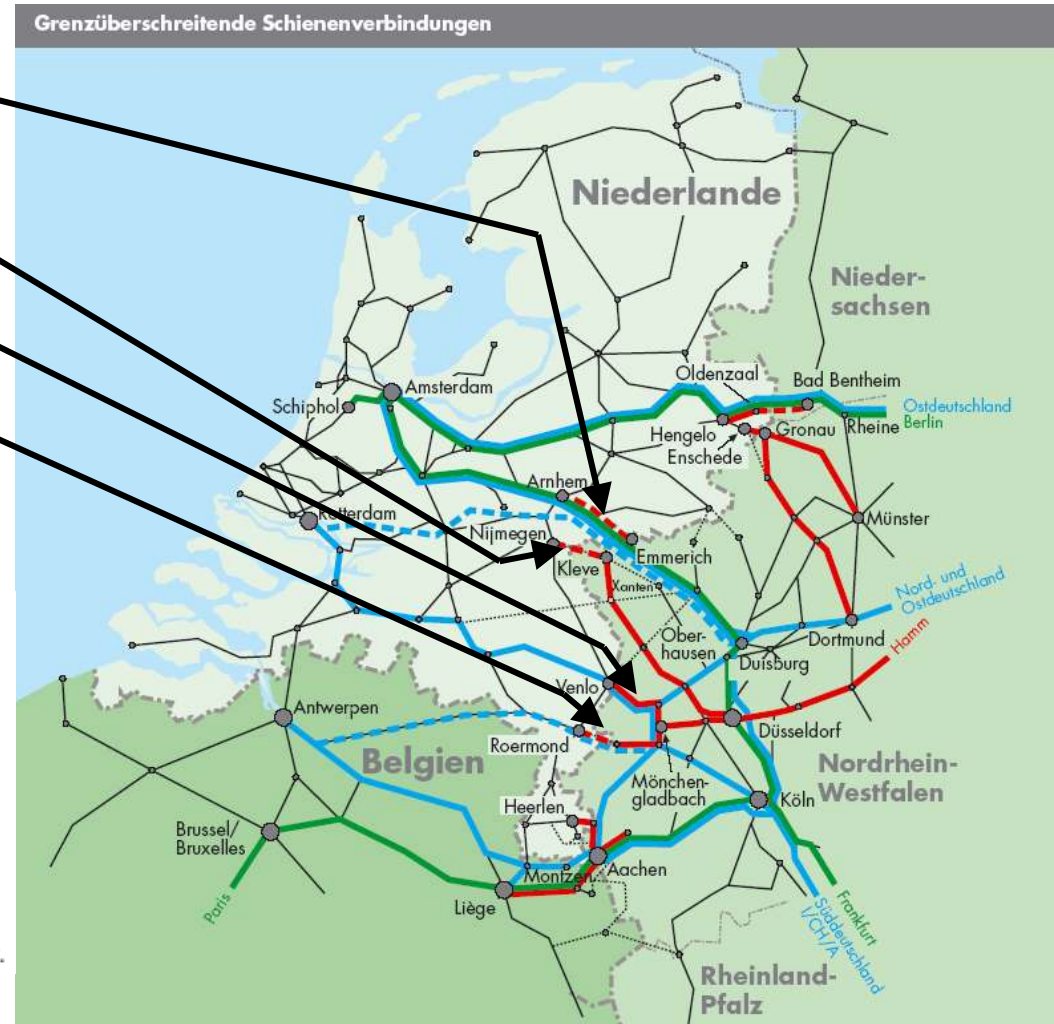 Grenzüberschreitende Schienenverbindungen
Niederlande
Nieder-
sachsen
Oldenzaal
Bad Bentheim
Amsterdam
Schiphol
Ostdeutschland
Berlin
Hengelo
Gronau
Rheine
Enschede
Arnhem
Rotterdam
Münster
Nijmegen
Emmerich
Kleve
Xanten
Nord- und
Ostdeutschland
Ober-
hausen
Dortmund
Duisburg
Hamm
Venlo
Antwerpen
Düsseldorf
Roermond
Belgien
Mönchen-
gladbach
Nordrhein-
Westfalen
Heerlen
Köln
Brussel/
Bruxelles
Montzen
Aachen
Liège
Paris
Frankfurt
Süddeutschland
I/CH/A
Rheinland-
Pfalz